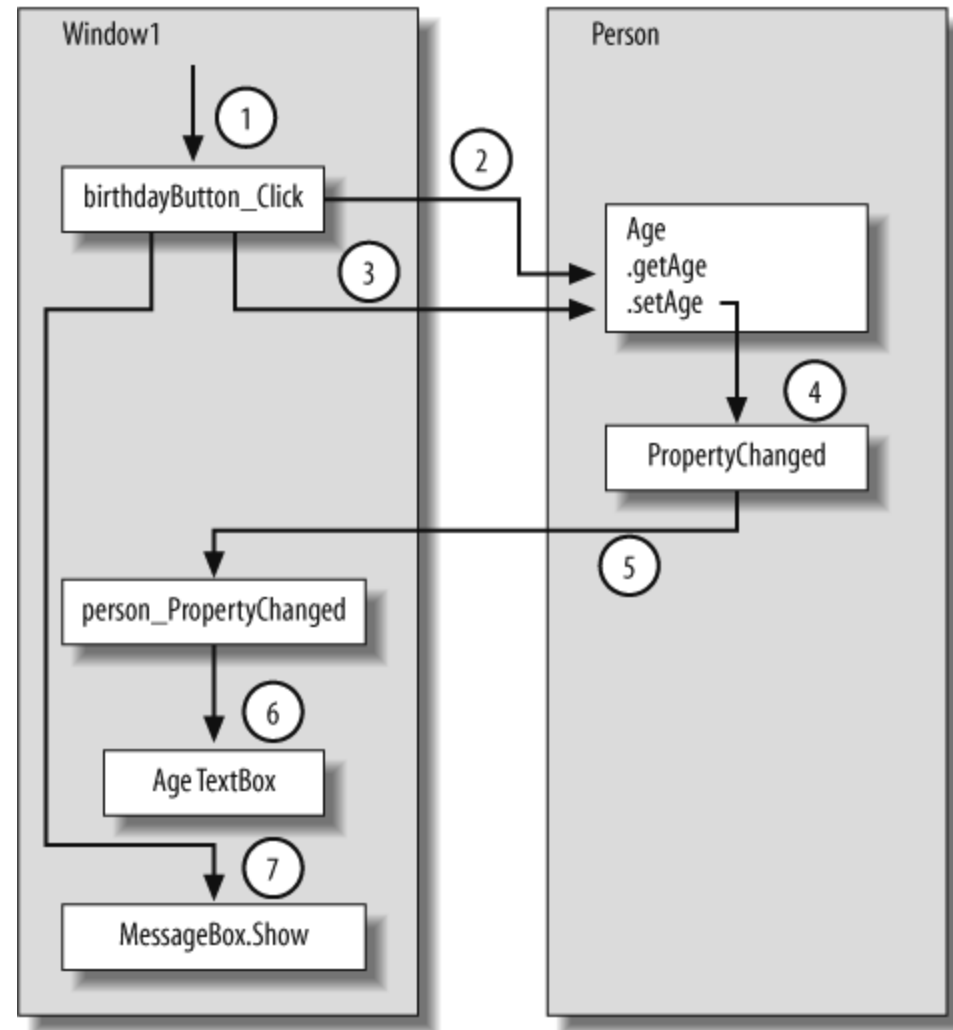 Window1
Person
1
birthdayButton_Click
2
3
Age
.getAge
.setAge
4
PropertyChanged
5
person_PropertyChanged
6
Age TextBox
7
MessageBox.Show